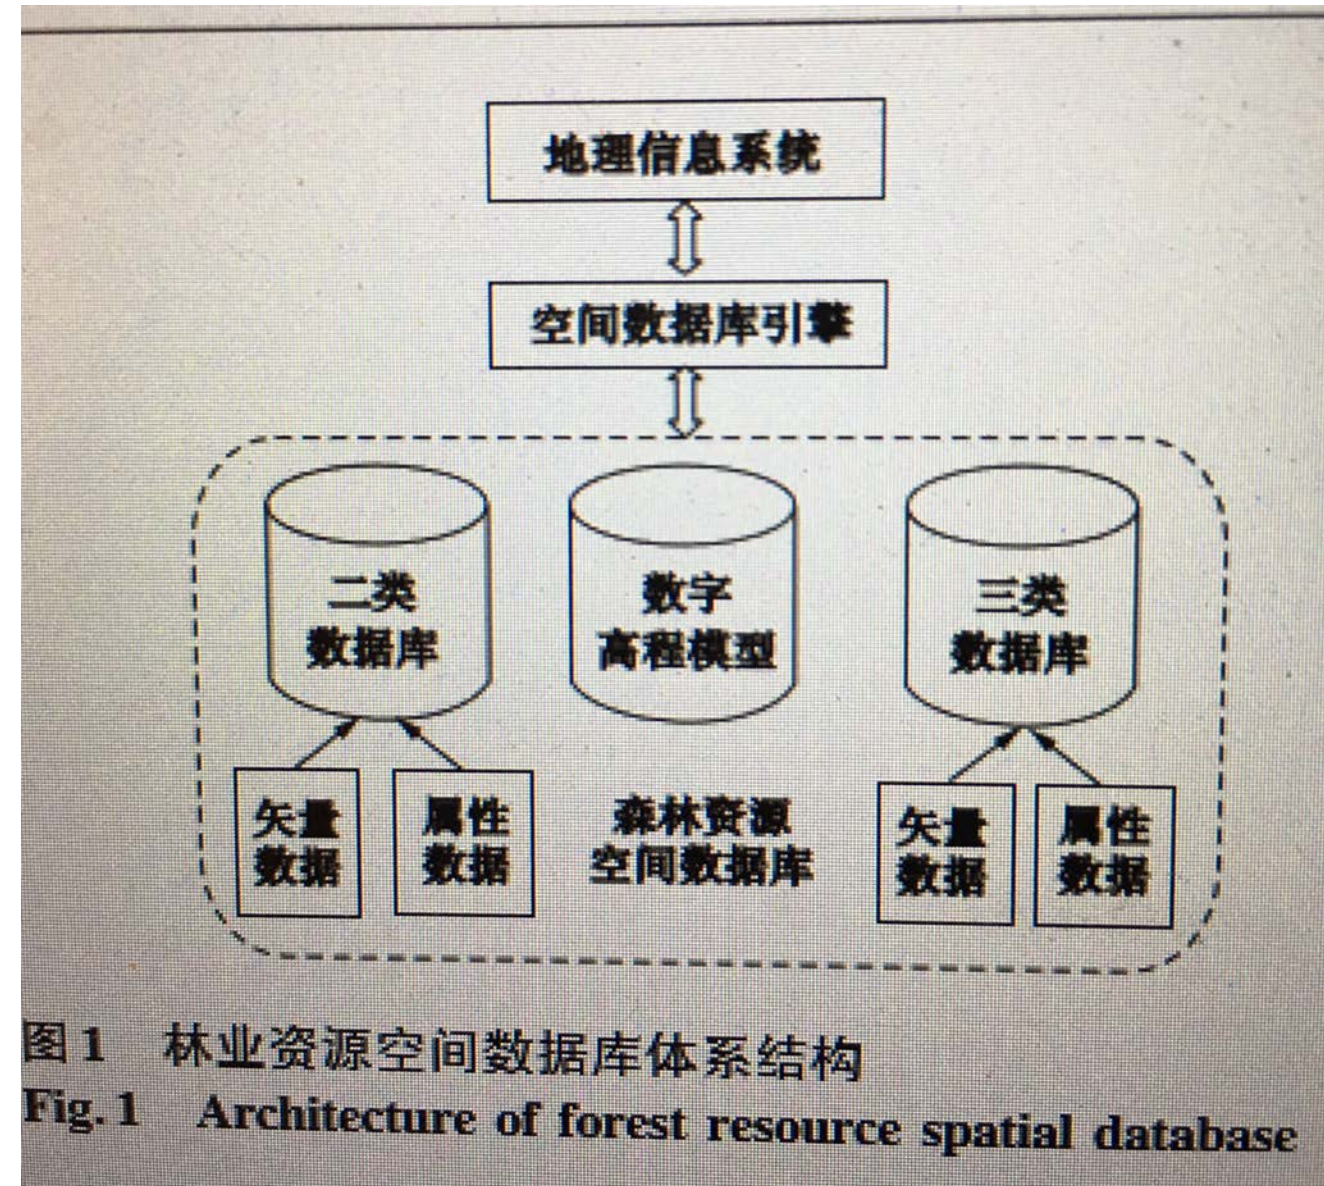 地理信息系统
空间数据库引擎
二类
数据库
数字
高程模型
三类
数据库
矢量
数据
属性
数据
森林资源
空间数据库
矢量
数据
属性
数据
图1 林业资源空间数据库体系结构
Fig. 1 Architecture of forest resource spatial database